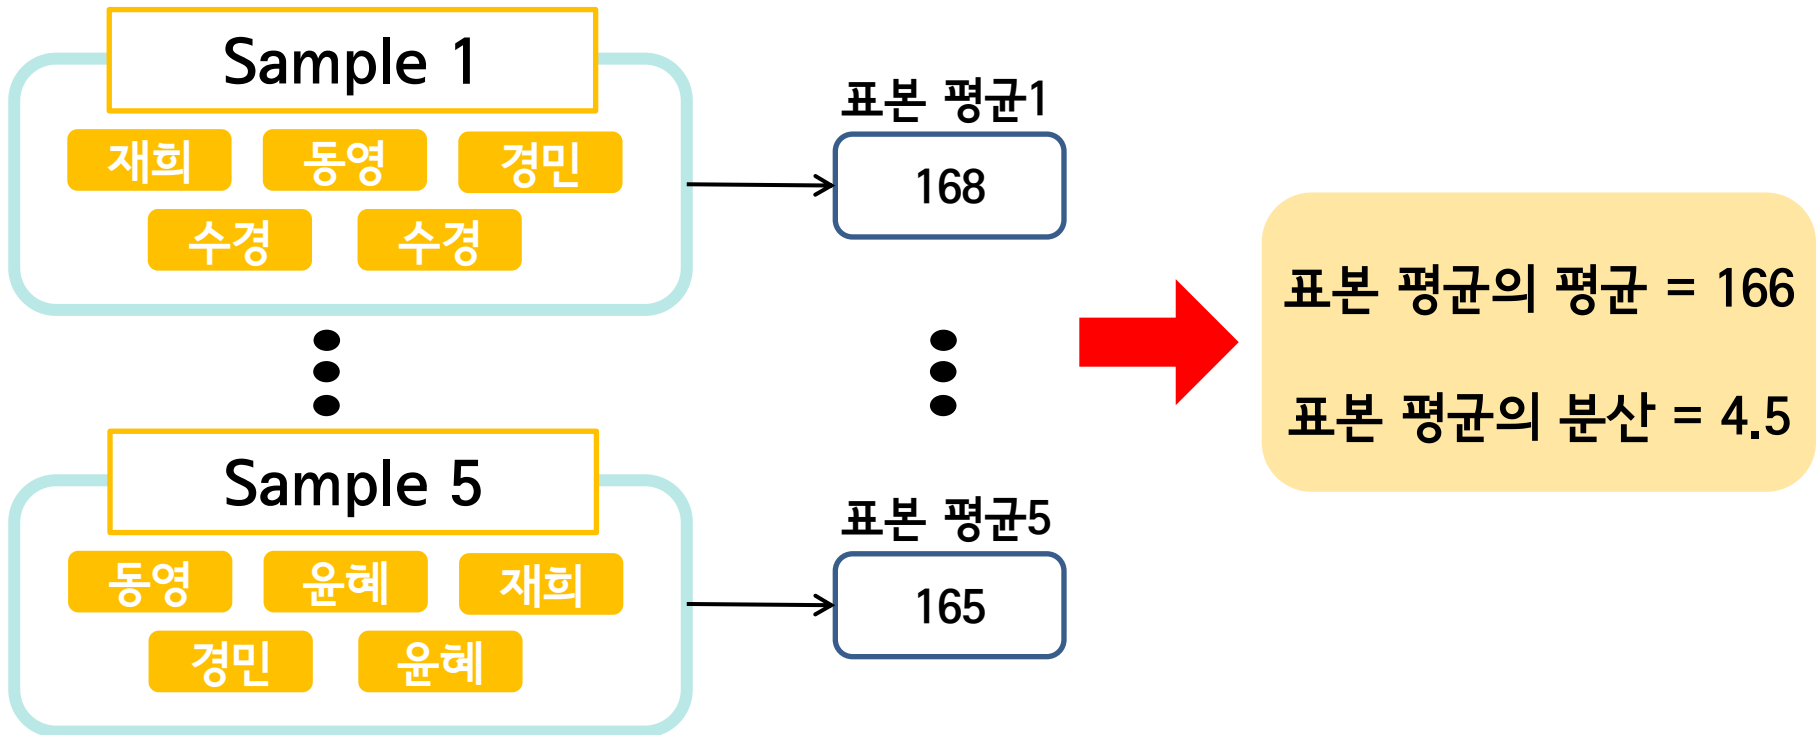 Sample 1
재희 동영 경민
수경 수경
표본 평균1
168
Sample 5
동영 윤혜 재희
경민 윤혜
표본 평균5
165
표본 평균의 평균 = 166
표본 평균의 분산 = 4.5